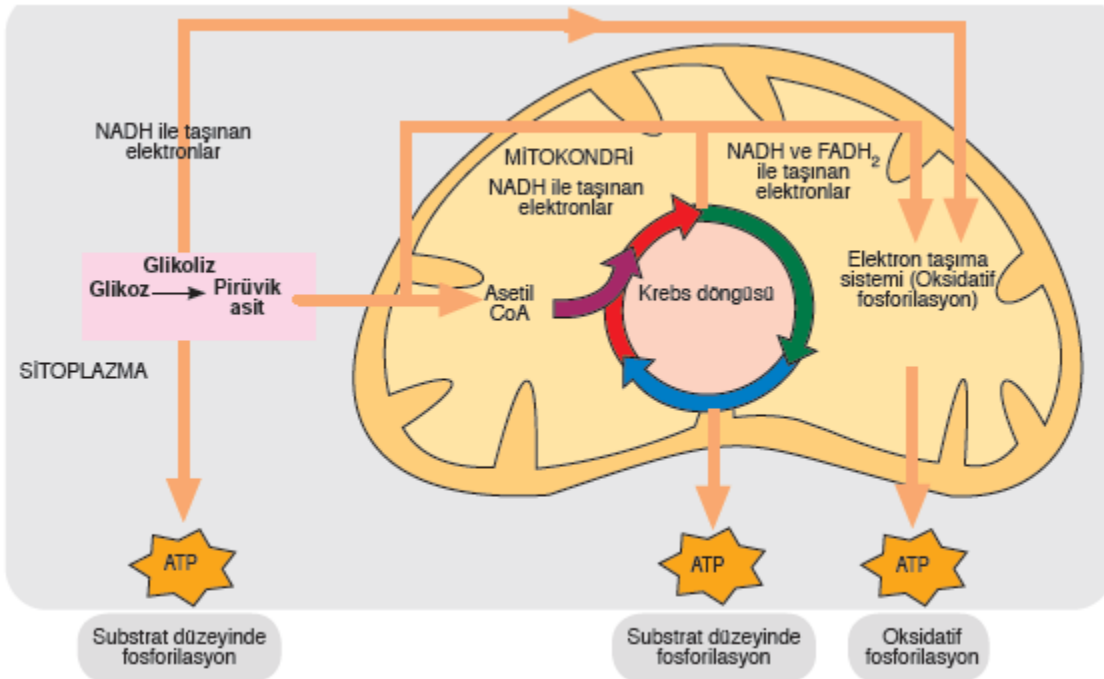 NADH ile taşınan
elektronlar
MİTOKONDRİ
NADH ile taşınan
elektronlar
NADH ve FADH₂
ile taşınan
elektronlar
Glikoliz
Glikoz
Pirüvik
asit
Asetil
CoA
Krebs döngüsü
Elektron taşıma
sistemi (Oksidatif
fosforilasyon)
SİTOPLAZMA
ATP
ATP
ATP
Substrat düzeyinde
fosforilasyon
Substrat düzeyinde
fosforilasyon
Oksidatif
fosforilasyon